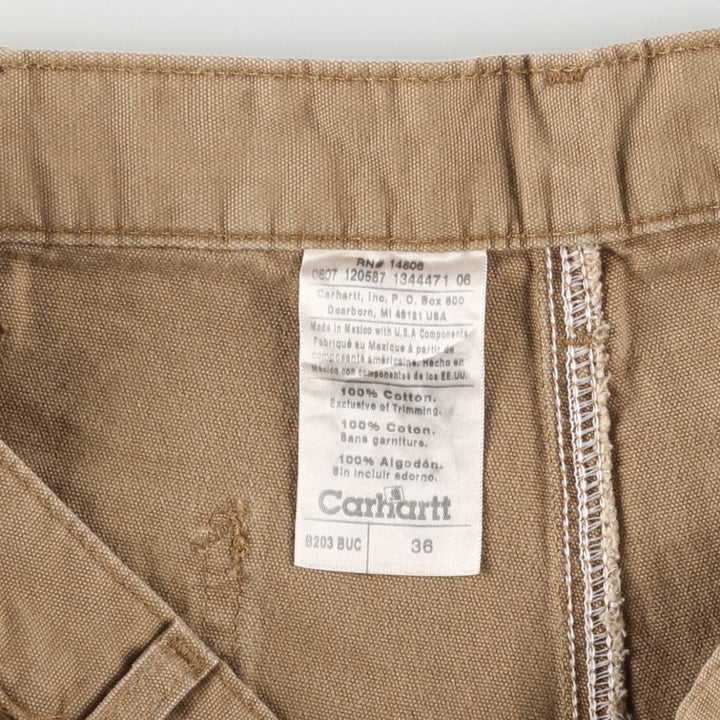 RN# 14806
0807 120587 1344471 06
Carhartt, Inc. P. O. Box 600
Dearborn, MI 48121 USA
Made in Mexico with U.S.A Components
Fabriqué au Mexique à partir de
composants américaine. Hecho en
México con componentes de los EE.UU.
100% Cotton.
Exclusive of Trimming.
100% Coton.
Sans garniture.
100% Algodón.
Sin incluir adorno.
Carhartt
B203 BUC 36